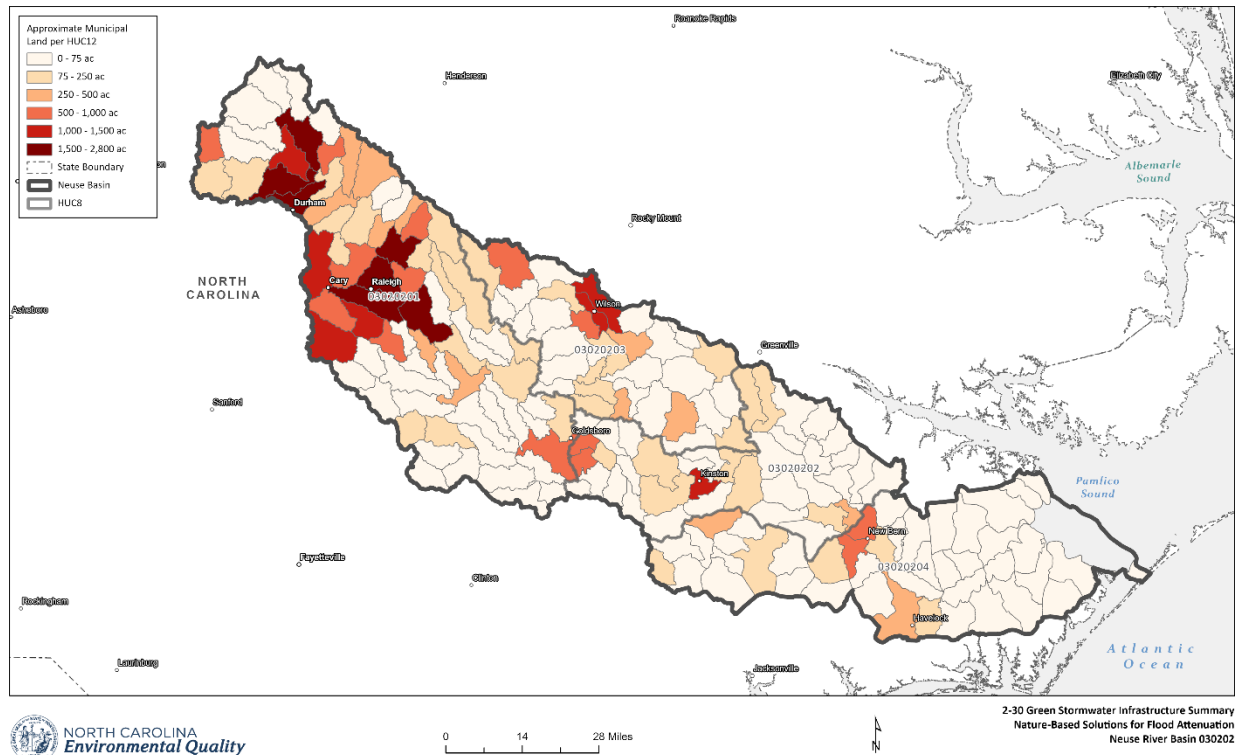 Approximate Municipal
Land per HUC12
0 - 75 ac
75 - 250 ac
250 - 500 ac
500 - 1,000 ac
1,000 - 1,500 ac
1,500 - 2,800 ac
State Boundary
Neuse Basin
HUC8
Roanoke Rapids
Henderson
Elizabeth City
Albemarle
Sound
Durham
Rocky Mount
NORTH
CAROLINA
Cary
Raleigh
03020201
Asheboro
Wilson
03020203
Greenville
Sanford
Goldsboro
Kinston
03020202
Pamlico
Sound
New Bern
03020204
Fayetteville
Clinton
Rockingham
Havelock
Laurinburg
Jacksonville
Atlantic
Ocean
NORTH CAROLINA
Environmental Quality
0 14 28 Miles
N
2-30 Green Stormwater Infrastructure Summary
Nature-Based Solutions for Flood Attenuation
Neuse River Basin 030202